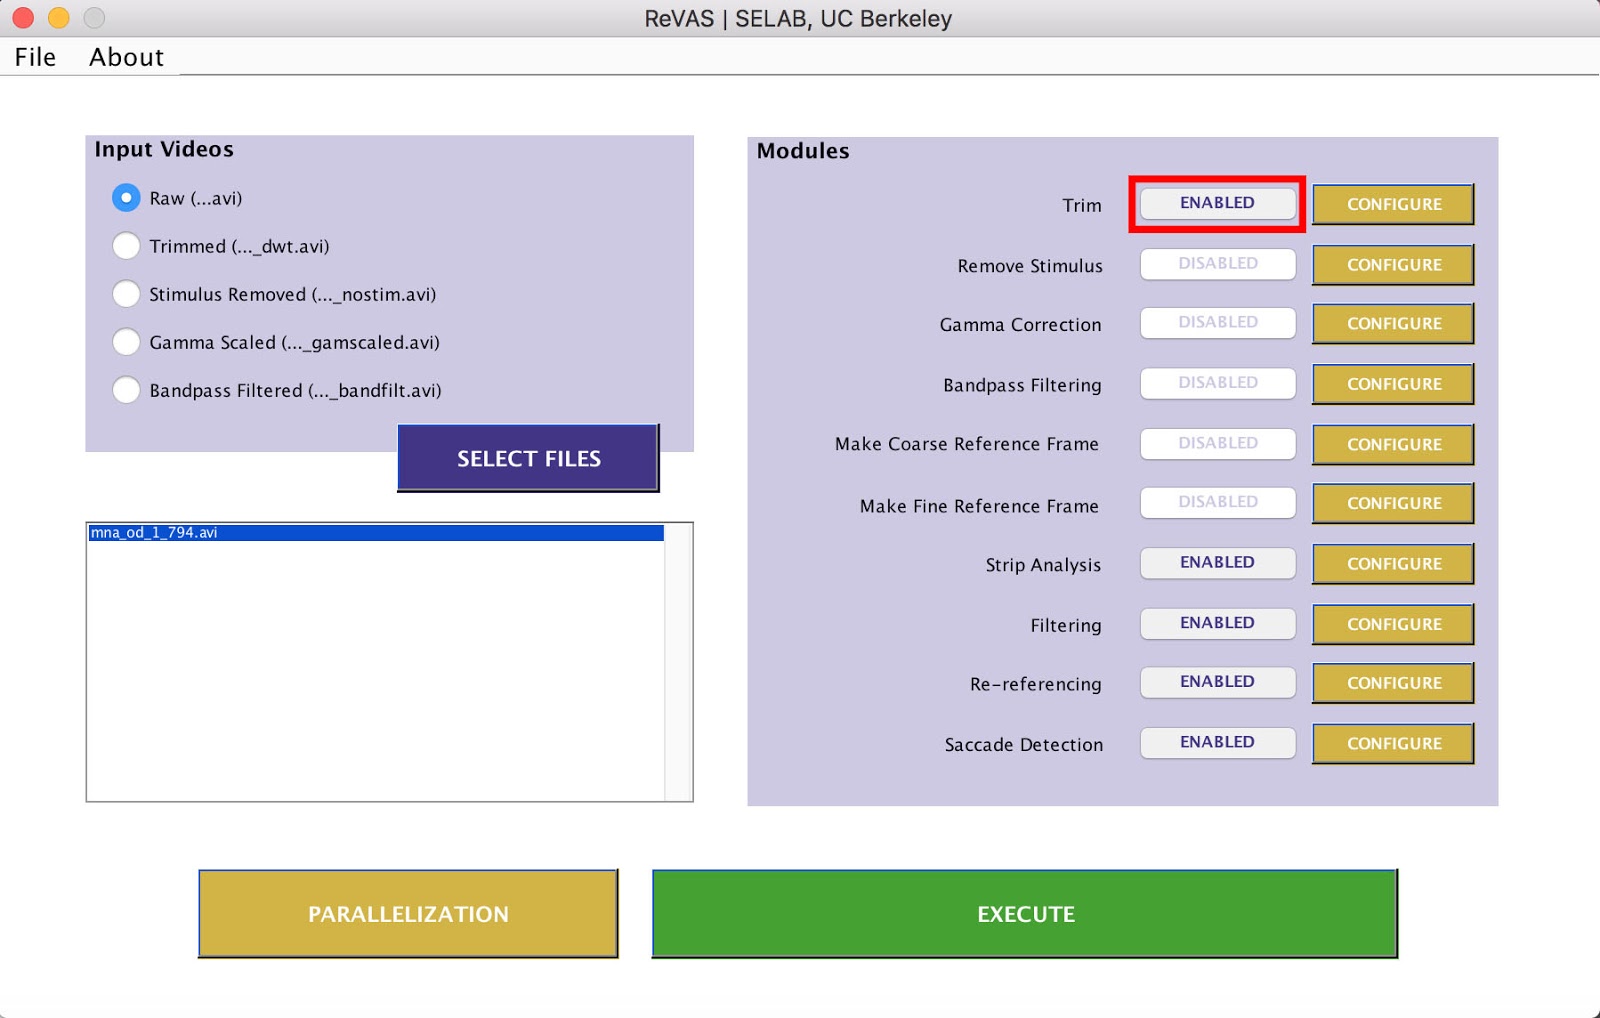 ReVAS | SELAB, UC Berkeley
File About
Input Videos
Raw (...avi)
Trimmed (..._dwt.avi)
Stimulus Removed (..._nostim.avi)
Gamma Scaled (..._gamscaled.avi)
Bandpass Filtered (..._bandfilt.avi)
SELECT FILES
mna_od_1_794.avi
Modules
Trim ENABLED CONFIGURE
Remove Stimulus DISABLED CONFIGURE
Gamma Correction DISABLED CONFIGURE
Bandpass Filtering DISABLED CONFIGURE
Make Coarse Reference Frame DISABLED CONFIGURE
Make Fine Reference Frame DISABLED CONFIGURE
Strip Analysis ENABLED CONFIGURE
Filtering ENABLED CONFIGURE
Re-referencing ENABLED CONFIGURE
Saccade Detection ENABLED CONFIGURE
PARALLELIZATION EXECUTE